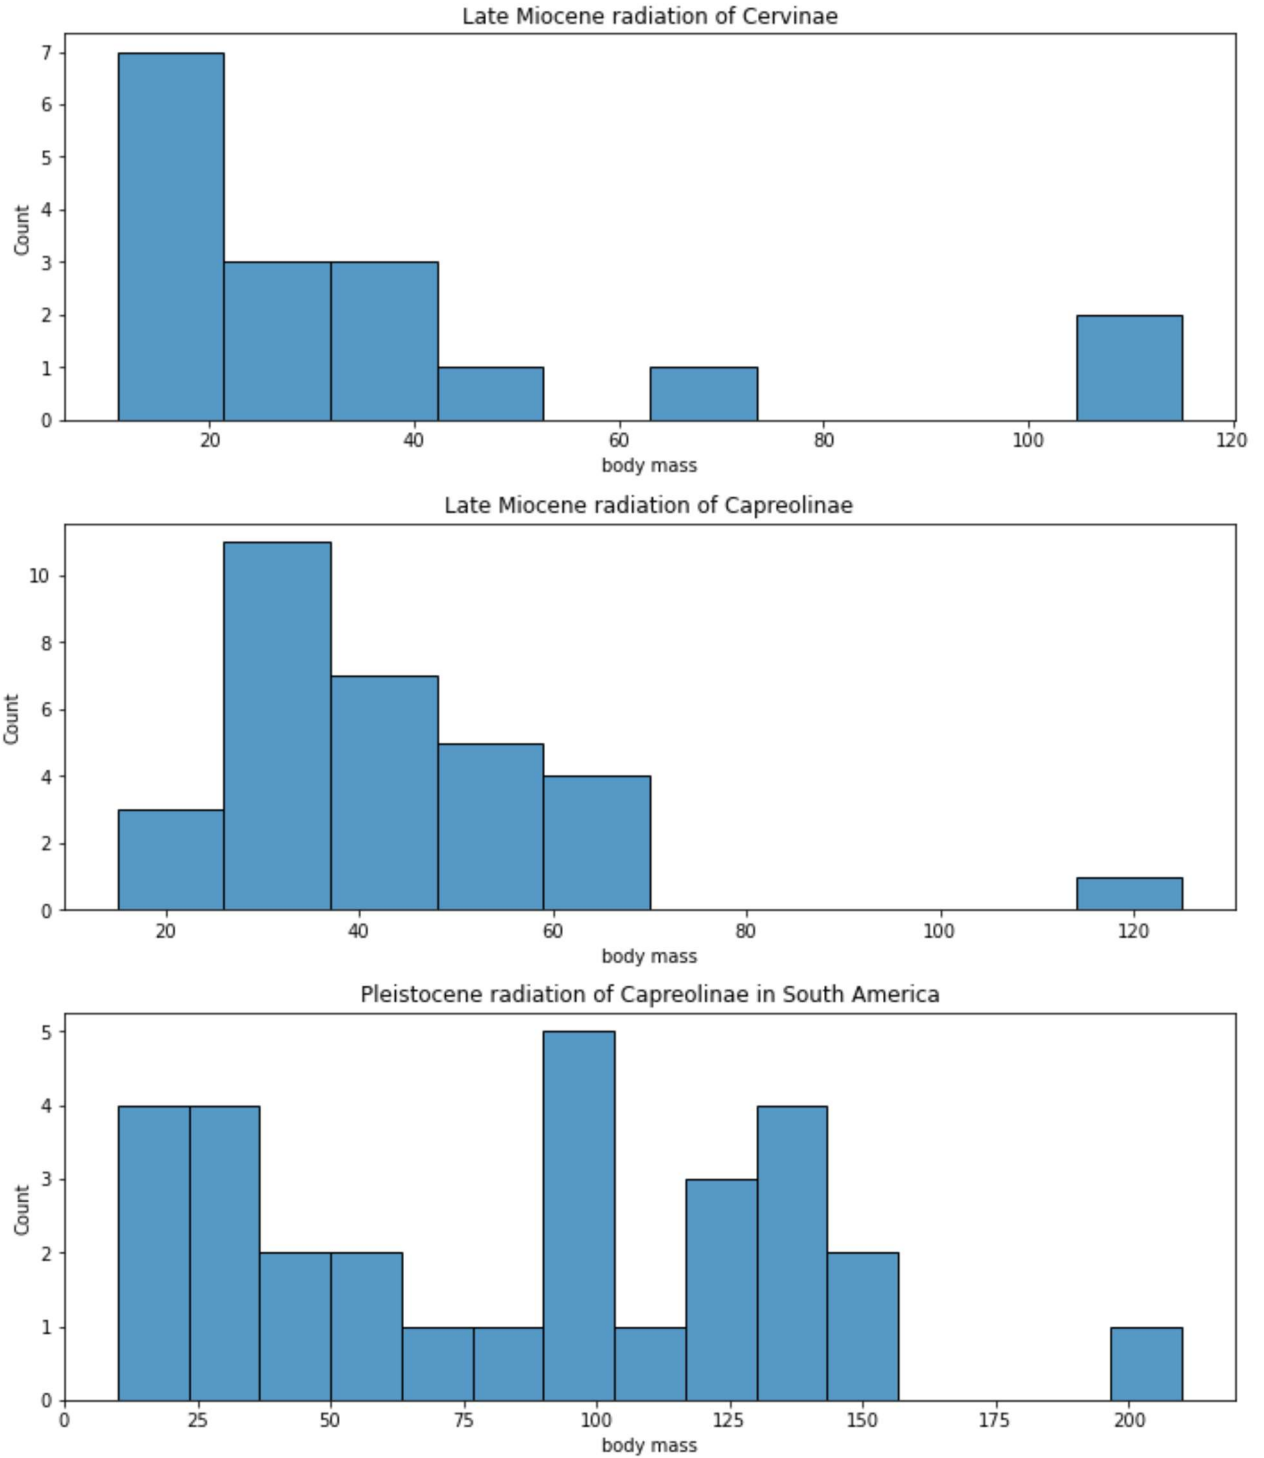 Late Miocene radiation of Cervinae
7
6
5
4
3
2
1
0
Count
20 40 60 80 100 120
body mass
Late Miocene radiation of Capreolinae
10
8
6
4
2
0
Count
20 40 60 80 100 120
body mass
Pleistocene radiation of Capreolinae in South America
5
4
3
2
1
0
Count
0 25 50 75 100 125 150 175 200
body mass